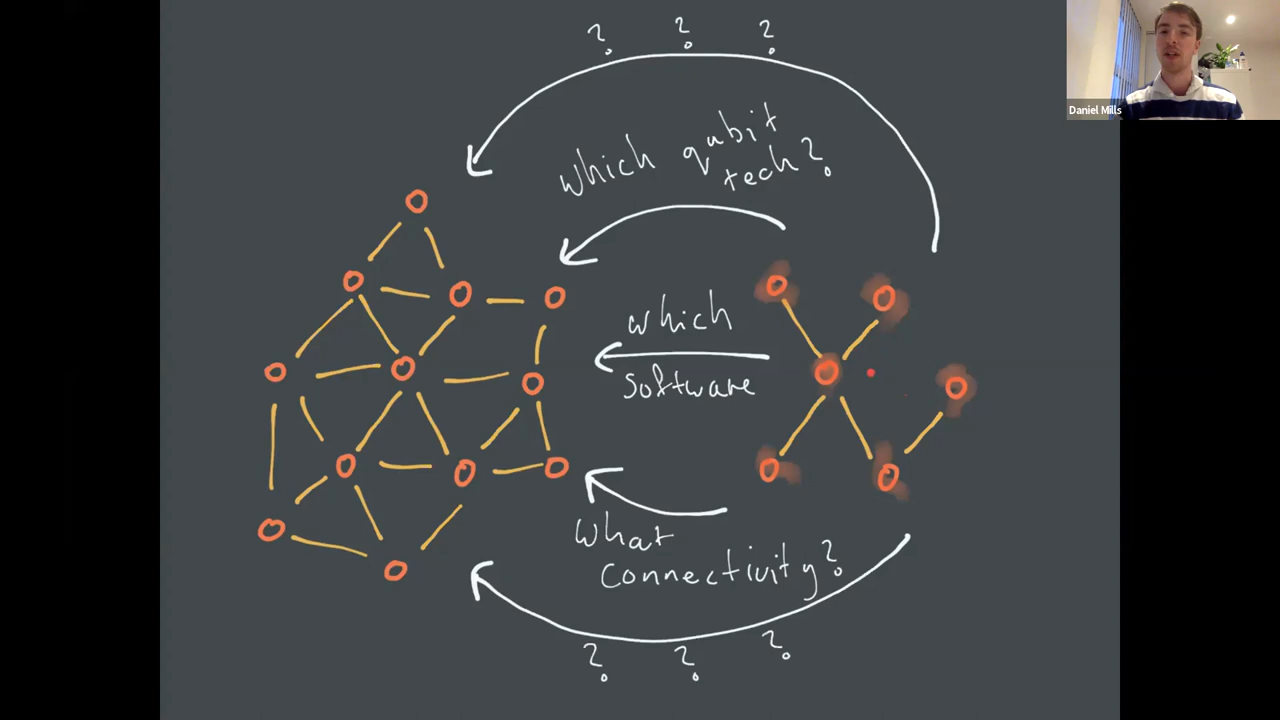 ? ? ?
Daniel Mills
which qubit
tech?
which
software
what
connectivity?
? ? ?